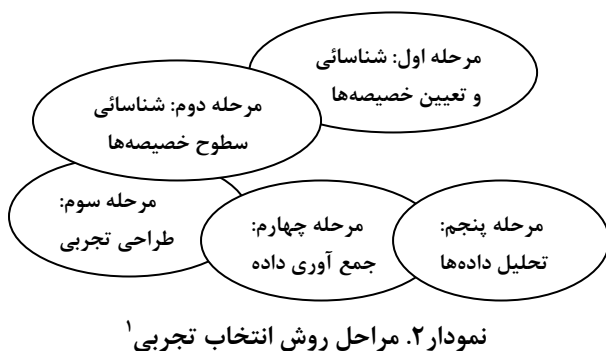 مرحله اول: شناسائی
و تعیین خصیصه‌ها
مرحله دوم: شناسائی
سطوح خصیصه‌ها
مرحله سوم:
طراحی تجربی
مرحله چهارم:
جمع آوری داده
مرحله پنجم:
تحلیل داده‌ها
نمودار۲. مراحل روش انتخاب تجربی۱